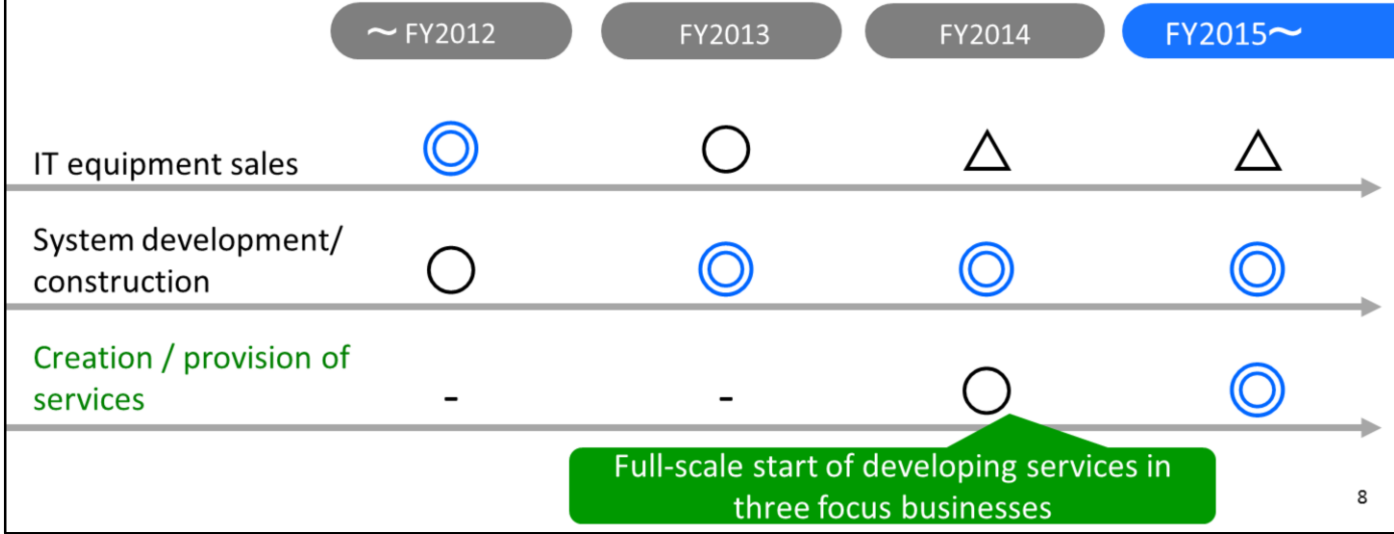 ～ FY2012
FY2013
FY2014
FY2015～
IT equipment sales
◎ ○ △ △
System development/
construction
○ ◎ ◎ ◎
Creation / provision of
services
- - ○ ◎
Full-scale start of developing services in
three focus businesses
8